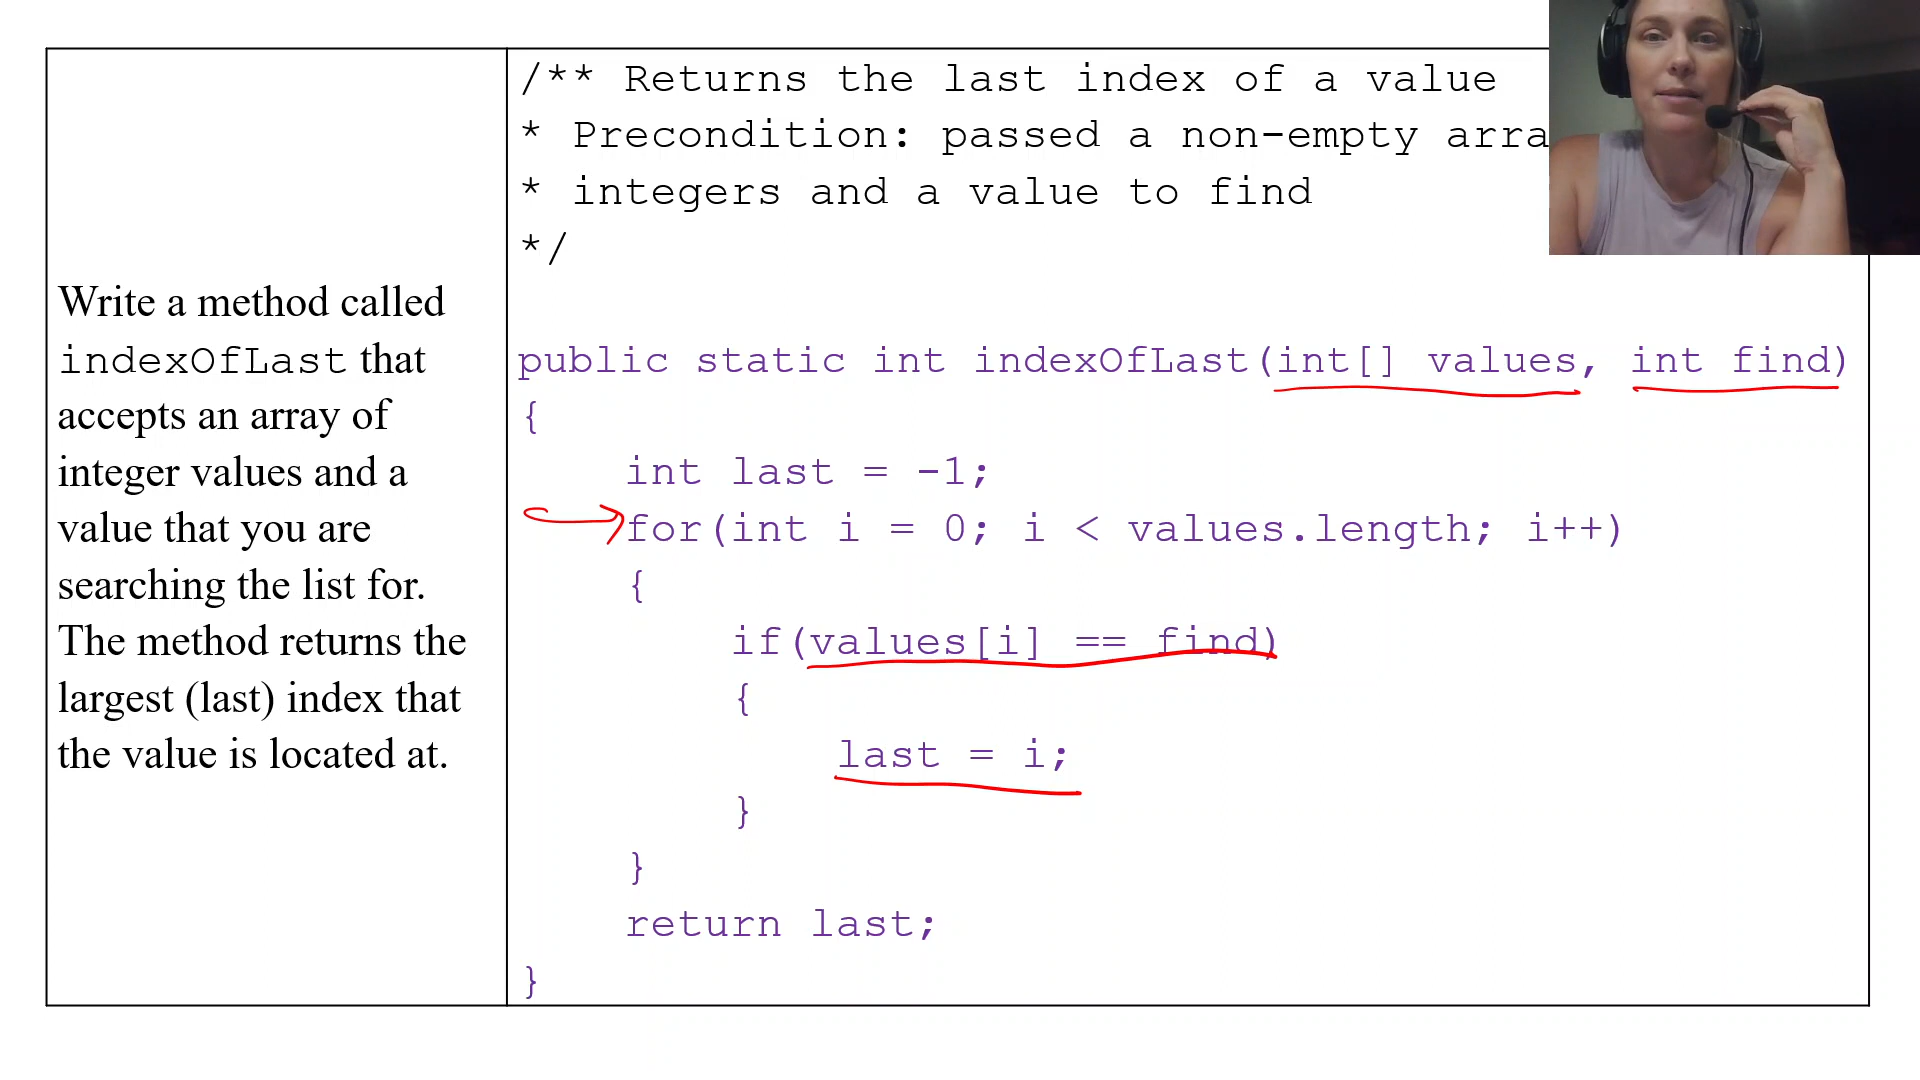 Write a method called
indexOfLast that
accepts an array of
integer values and a
value that you are
searching the list for.
The method returns the
largest (last) index that
the value is located at.
/** Returns the last index of a value
* Precondition: passed a non-empty
* integers and a value to find
*/
public static int indexOfLast(int[] values, int find)
{
int last = -1;
for(int i = 0; i < values.length; i++)
{
if(values[i] == find)
{
last = i;
}
}
return last;
}